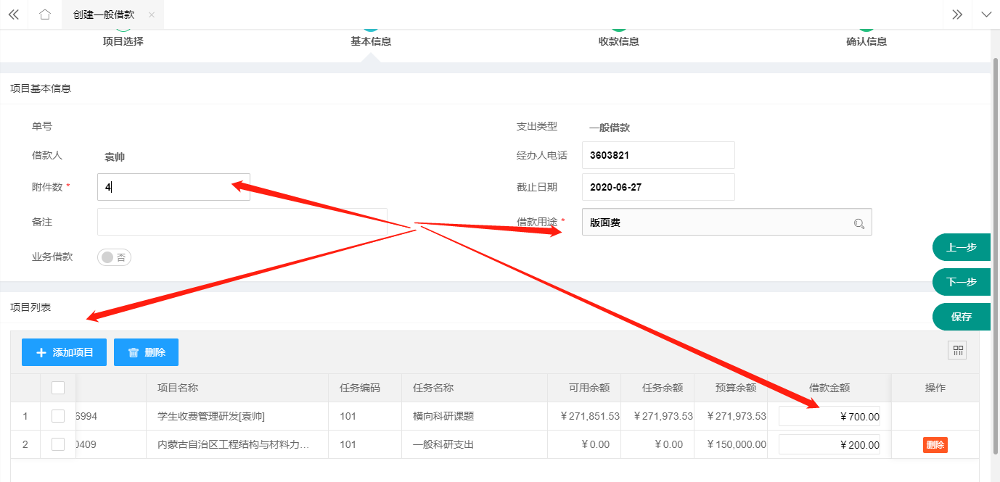 创建一般借款
项目选择 基本信息 收款信息 确认信息
项目基本信息
单号 支出类型 一般借款
借款人 袁帅 经办人电话 3603821
附件数 * 4 截止日期 2020-06-27
备注 借款用途 * 版面费
业务借款 否
上一步
下一步
保存
项目列表
添加项目 删除
项目名称 任务编码 任务名称 可用余额 任务余额 预算余额 借款金额 操作
1 6994 学生收费管理研发[袁帅] 101 横向科研课题 ￥271,851.53 ￥271,973.53 ￥271,973.53 ￥700.00
2 0409 内蒙古自治区工程结构与材料力... 101 一般科研支出 ￥0.00 ￥0.00 ￥150,000.00 ￥200.00 删除